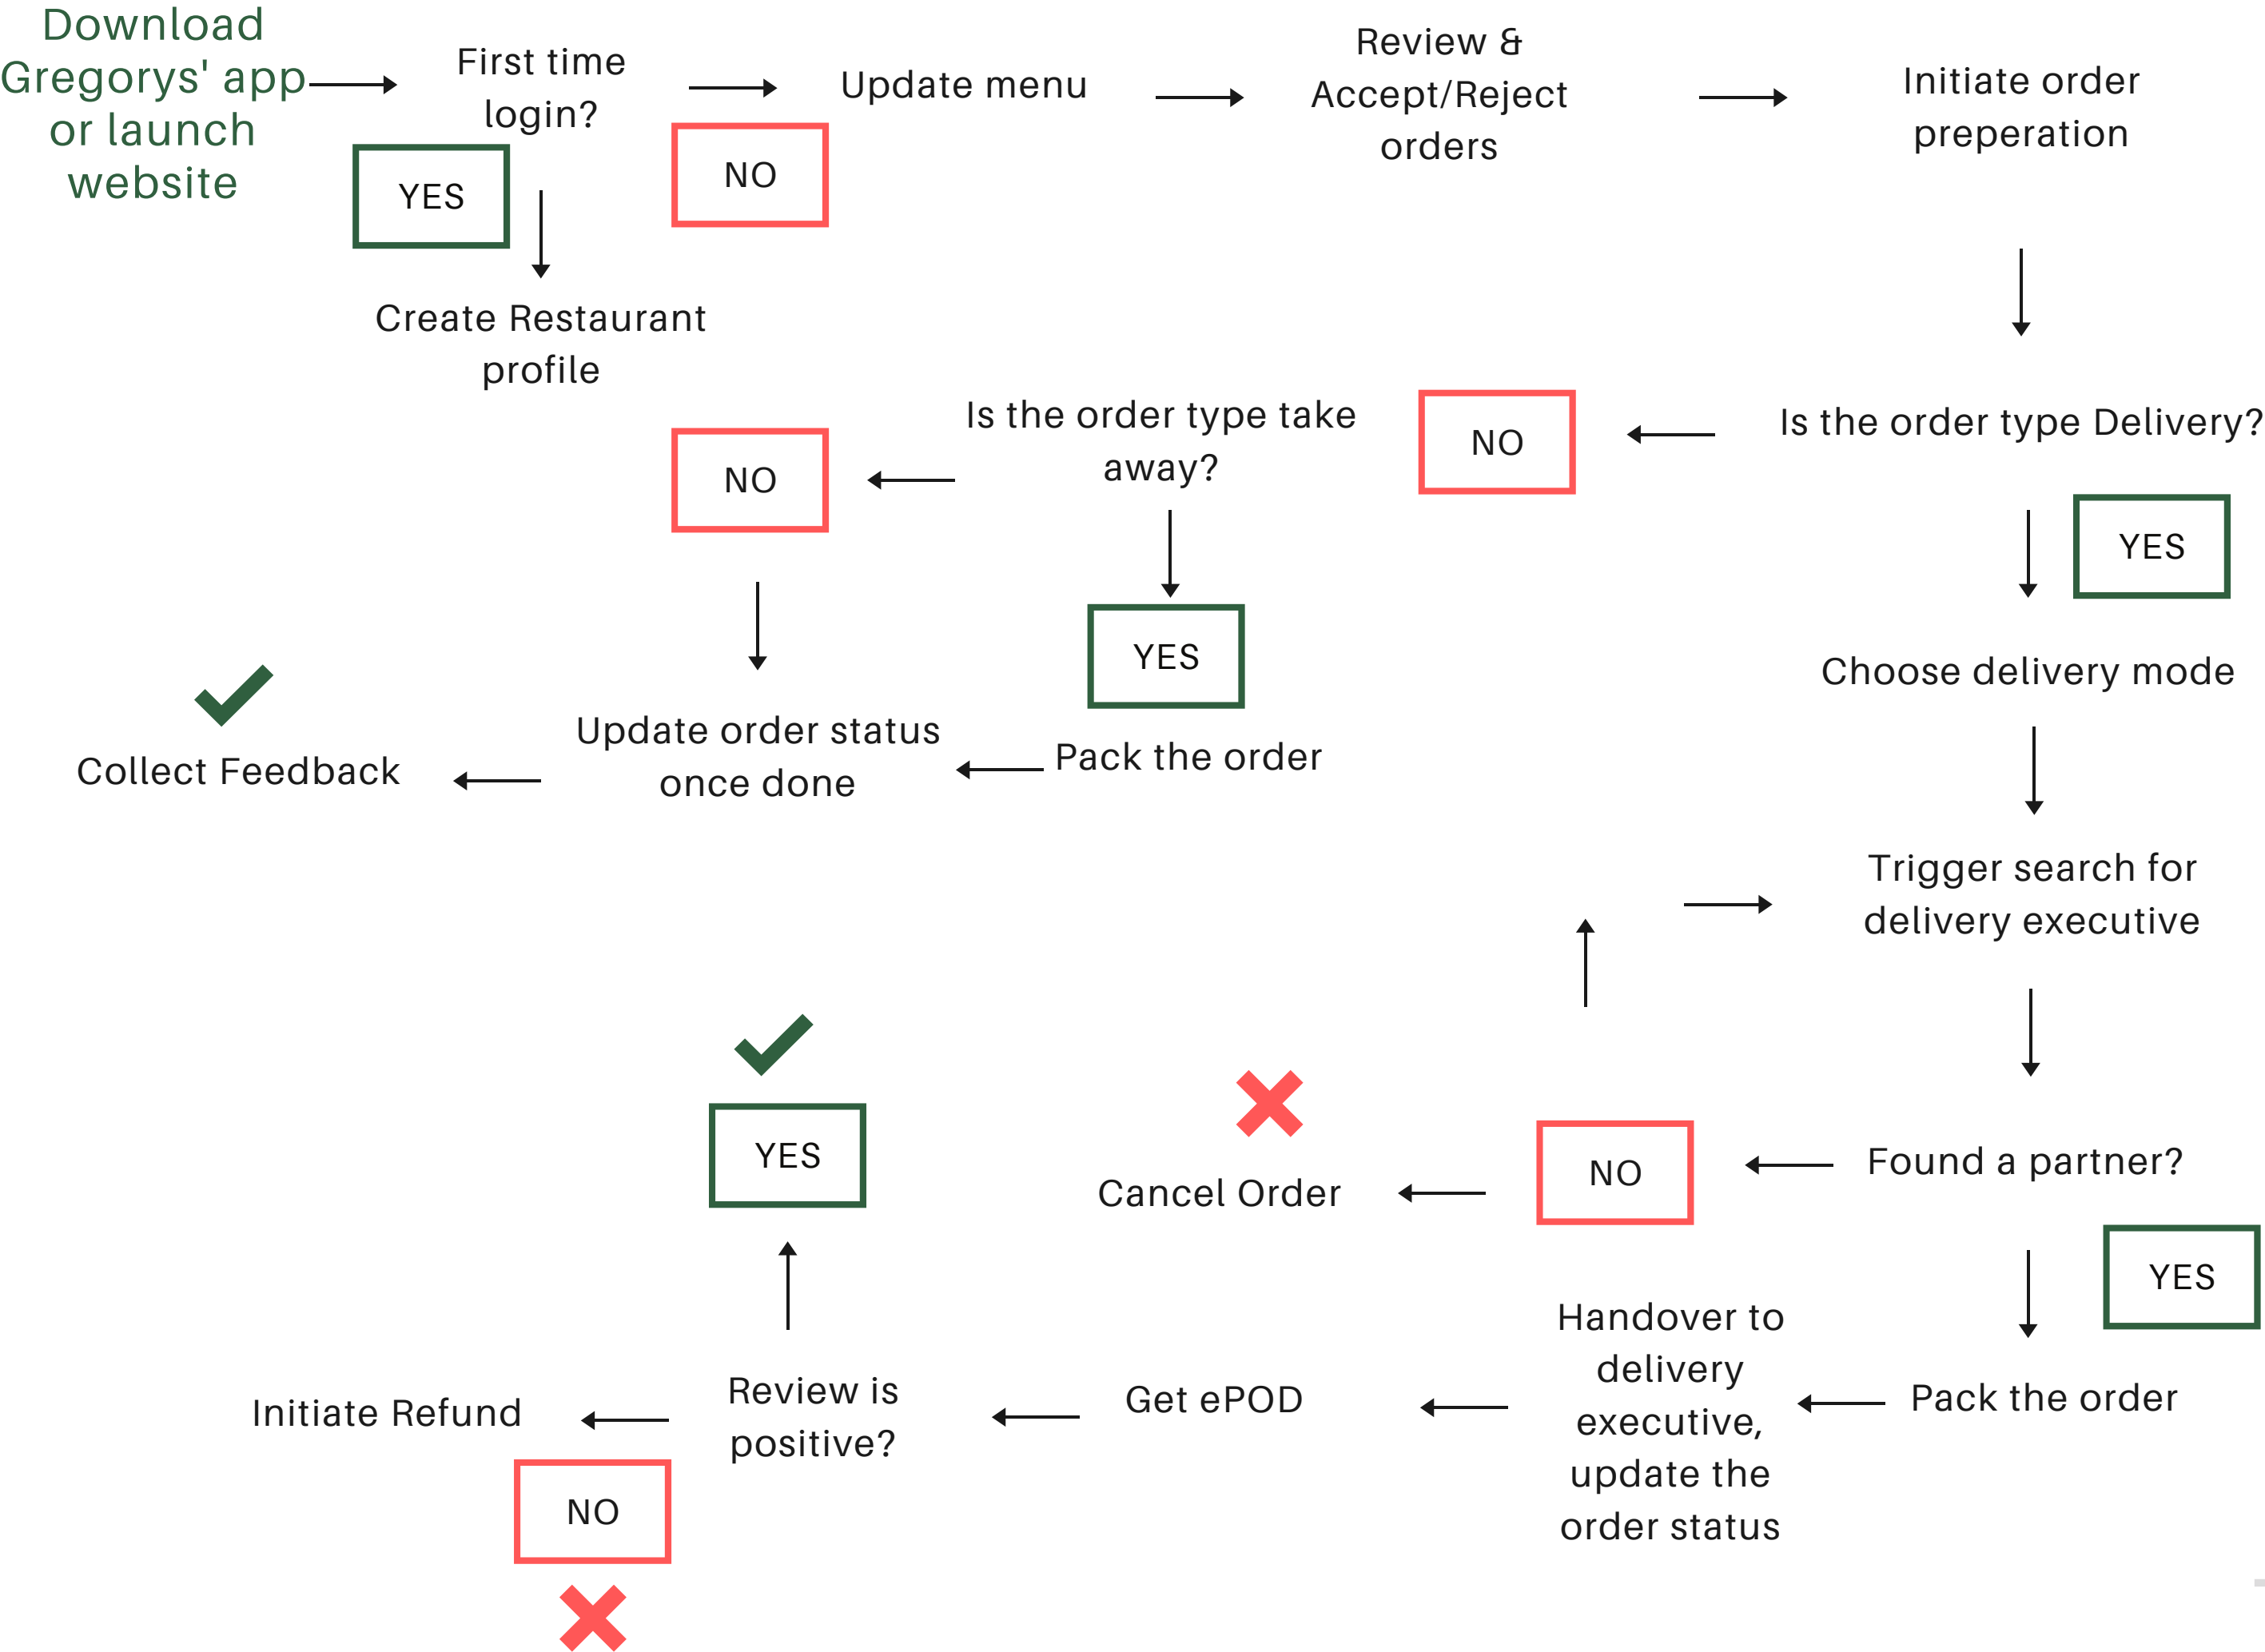 Download
Gregorys' app
or launch
website
First time
login?
YES
NO
Update menu
Review &
Accept/Reject
orders
Initiate order
preperation
Create Restaurant
profile
Is the order type Delivery?
NO
YES
Is the order type take
away?
NO
YES
Choose delivery mode
Pack the order
Update order status
once done
Collect Feedback
Trigger search for
delivery executive
Found a partner?
NO
Cancel Order
YES
Pack the order
Handover to
delivery
executive,
update the
order status
Get ePOD
Review is
positive?
YES
Initiate Refund
NO